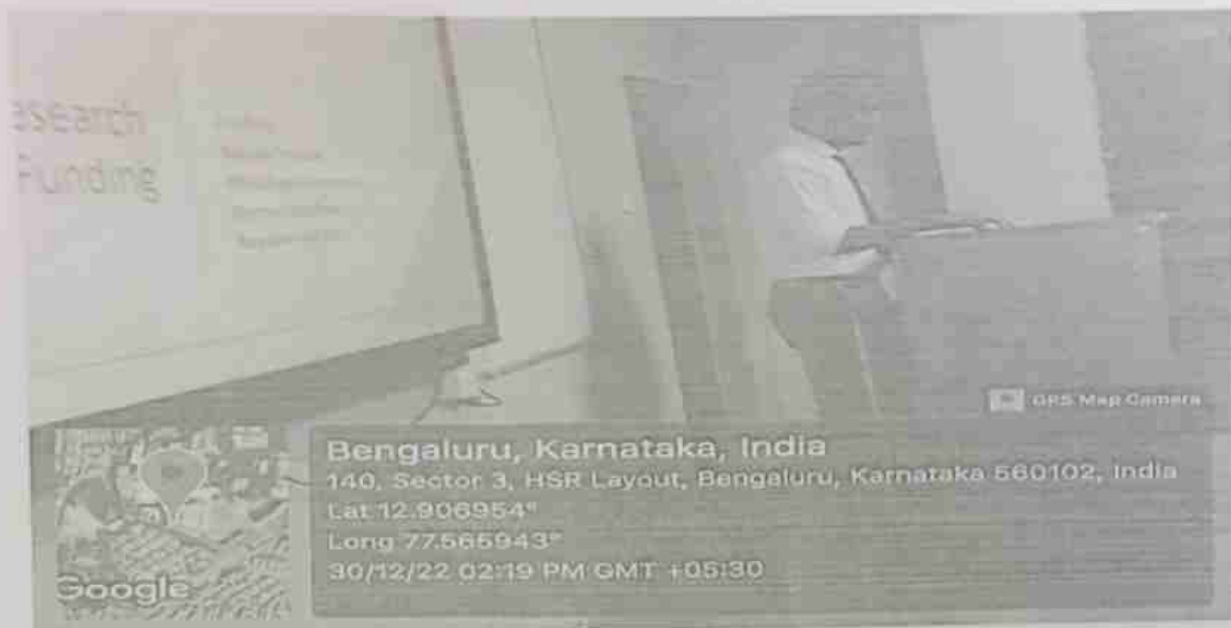 esearch
Funding
GPS Map Camera
Bengaluru, Karnataka, India
140, Sector 3, HSR Layout, Bengaluru, Karnataka 560102, India
Lat 12.906954°
Long 77.565943°
30/12/22 02:19 PM GMT +05:30
Google